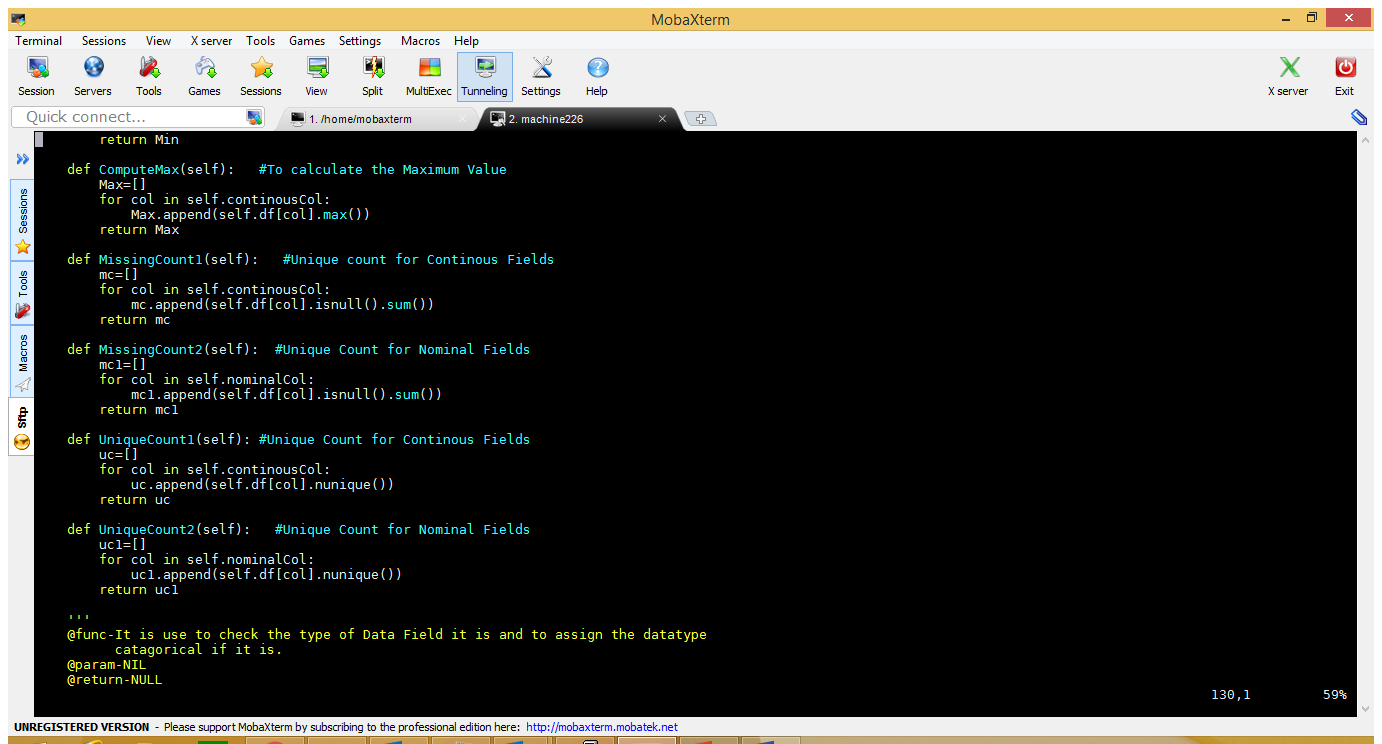 MobaXterm
Terminal Sessions View X server Tools Games Settings Macros Help
Session Servers Tools Games Sessions View Split MultiExec Tunneling Settings Help X server Exit
Quick connect... 1. /home/mobaxterm 2. machine226
Sessions
Tools
Macros
Sftp
        return Min

    def ComputeMax(self):   #To calculate the Maximum Value
        Max=[]
        for col in self.continousCol:
            Max.append(self.df[col].max())
        return Max

    def MissingCount1(self):   #Unique count for Continous Fields
        mc=[]
        for col in self.continousCol:
            mc.append(self.df[col].isnull().sum())
        return mc

    def MissingCount2(self):  #Unique Count for Nominal Fields
        mc1=[]
        for col in self.nominalCol:
            mc1.append(self.df[col].isnull().sum())
        return mc1

    def UniqueCount1(self): #Unique Count for Continous Fields
        uc=[]
        for col in self.continousCol:
            uc.append(self.df[col].nunique())
        return uc

    def UniqueCount2(self):   #Unique Count for Nominal Fields
        uc1=[]
        for col in self.nominalCol:
            uc1.append(self.df[col].nunique())
        return uc1

    '''
    @func-It is use to check the type of Data Field it is and to assign the datatype
          catagorical if it is.
    @param-NIL
    @return-NULL
130,1 59%
UNREGISTERED VERSION - Please support MobaXterm by subscribing to the professional edition here: http://mobaxterm.mobatek.net